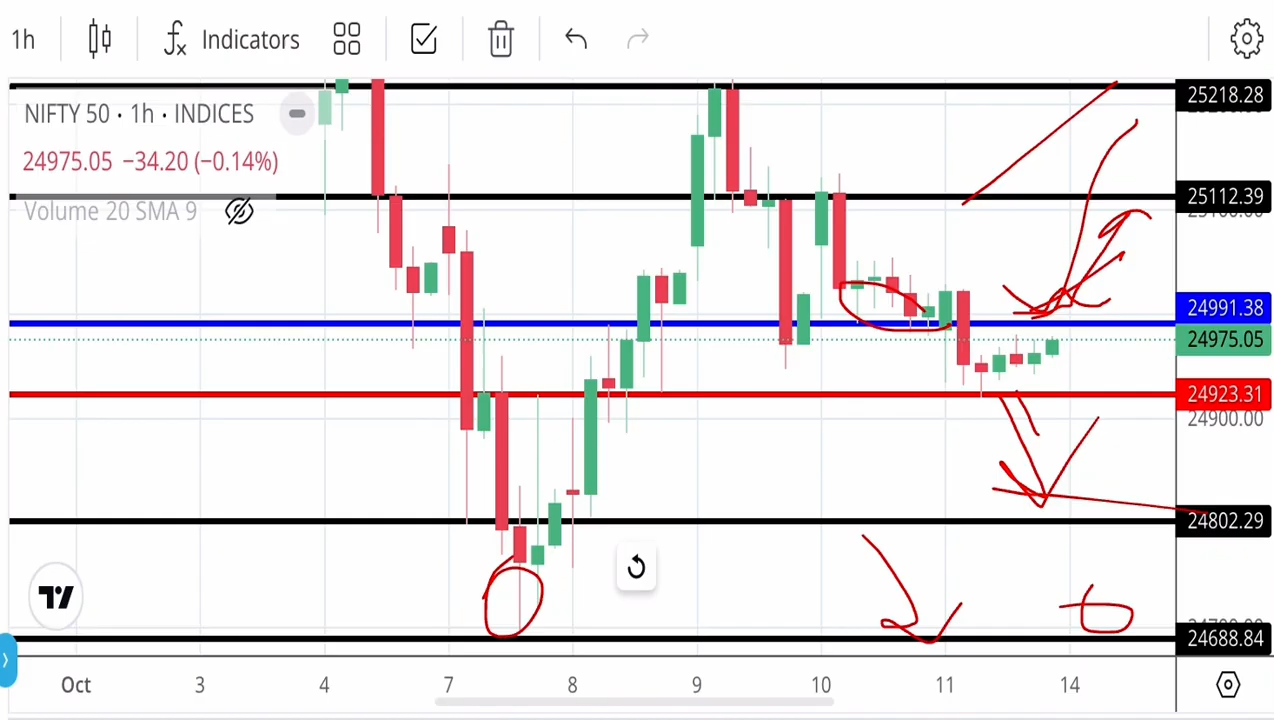 1h Indicators
NIFTY 50 · 1h · INDICES
24975.05 −34.20 (−0.14%)
Volume 20 SMA 9
25218.28
25112.39
24991.38
24975.05
24923.31
24900.00
24802.29
24688.84
Oct 3 4 7 8 9 10 11 14